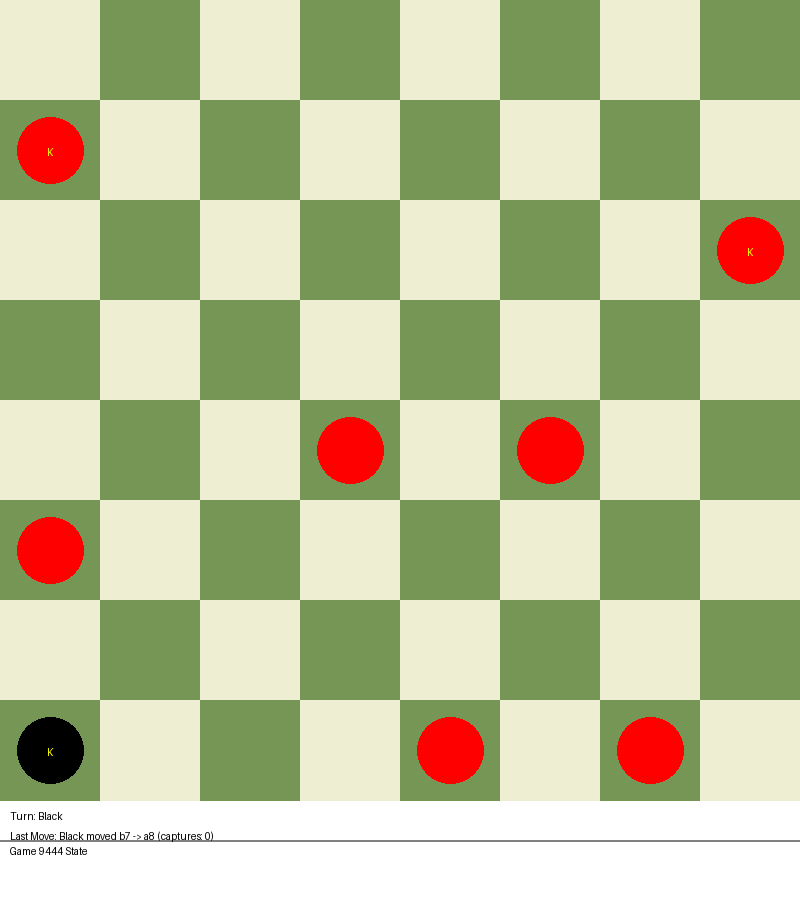 K
K
K
Turn: Black
Last Move: Black moved b7 -> a8 (captures: 0)
Game 9444 State